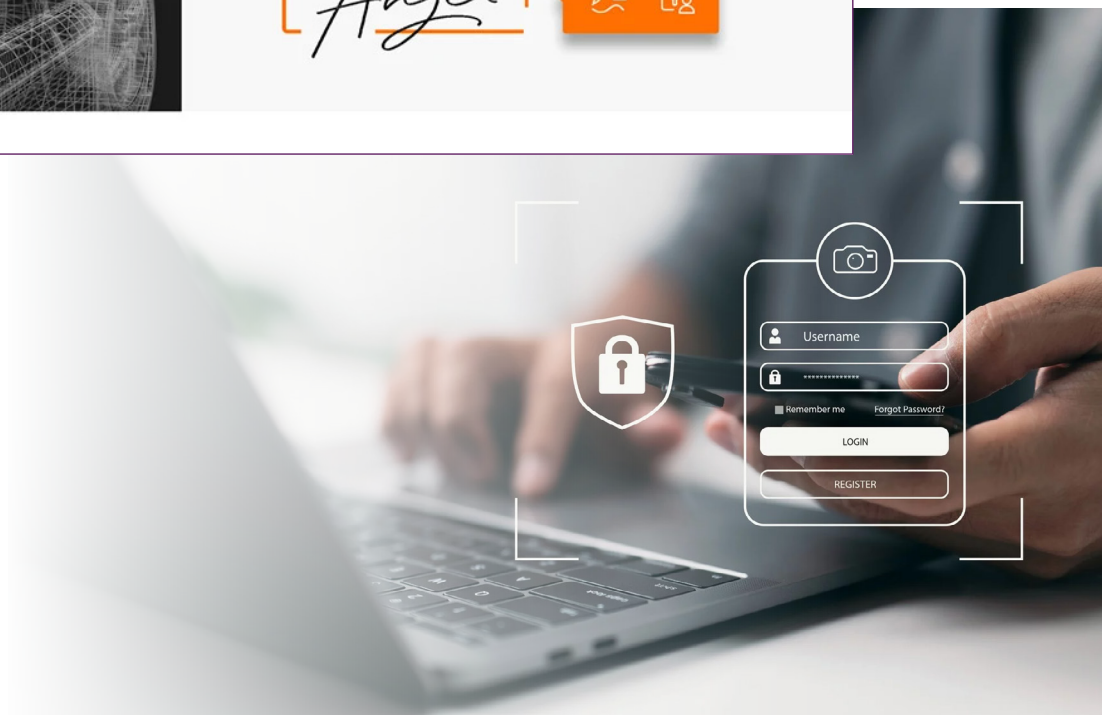 Username
**************
Remember me
Forgot Password?
LOGIN
REGISTER